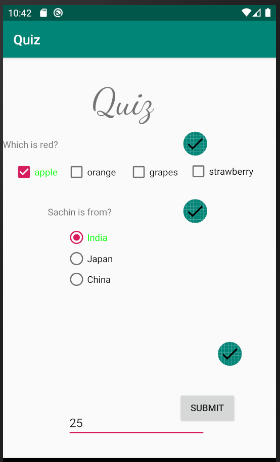 10:42
Quiz
Quiz
Which is red?
apple orange grapes strawberry
Sachin is from?
India
Japan
China
SUBMIT
25